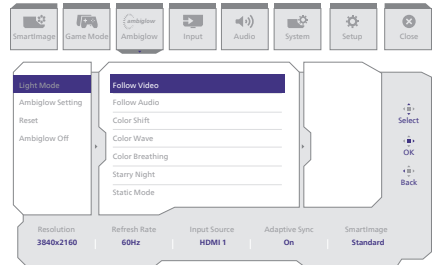 ambiglow
SmartImage Game Mode Ambiglow Input Audio System Setup Close
Light Mode
Ambiglow Setting
Reset
Ambiglow Off
Follow Video
Follow Audio
Color Shift
Color Wave
Color Breathing
Starry Night
Static Mode
Select
OK
Back
Resolution Refresh Rate Input Source Adaptive Sync SmartImage
3840x2160 60Hz HDMI 1 On Standard